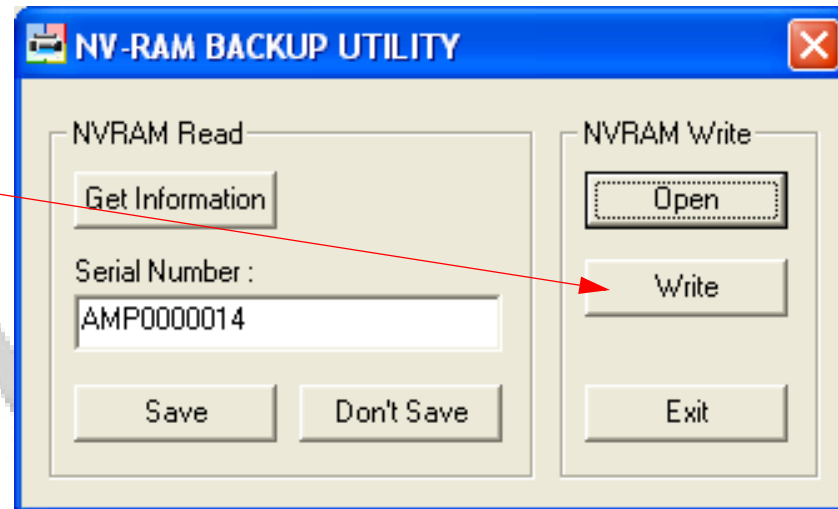 NV-RAM BACKUP UTILITY
NVRAM Read
Get Information
Serial Number :
AMP0000014
Save
Don't Save
NVRAM Write
Open
Write
Exit